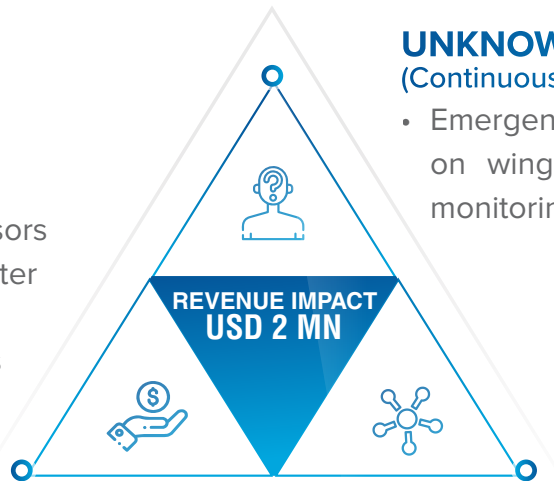 UNKNOW
(Continuous
• Emergen
on wing
monitorin
sors
ter
REVENUE IMPACT
USD 2 MN
$
?